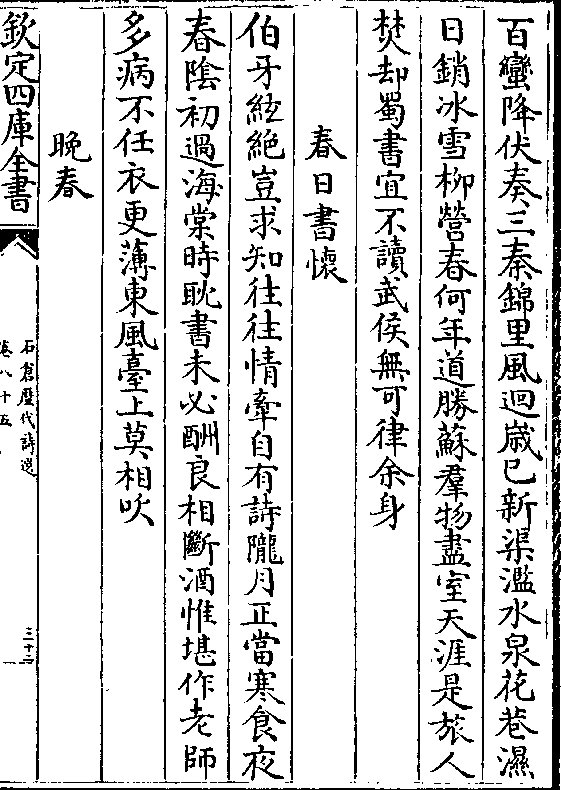 百蠻降伏奏三秦錦里風迴嵗已新渠濫水泉花巷濕
日銷冰雪柳營春何年道勝蘇羣物盡室天涯是旅人
焚却蜀書宜不讀武侯無可律余身
春日書懷
伯牙絃絶豈求知往往情牽自有詩隴月正當寒食夜
春陰初過海棠時耽書未必酬良相斷酒惟堪作老師
多病不任衣更薄東風臺上莫相吹
晚春
欽定四庫全書
石倉歷代詩選
卷八十五
三十二